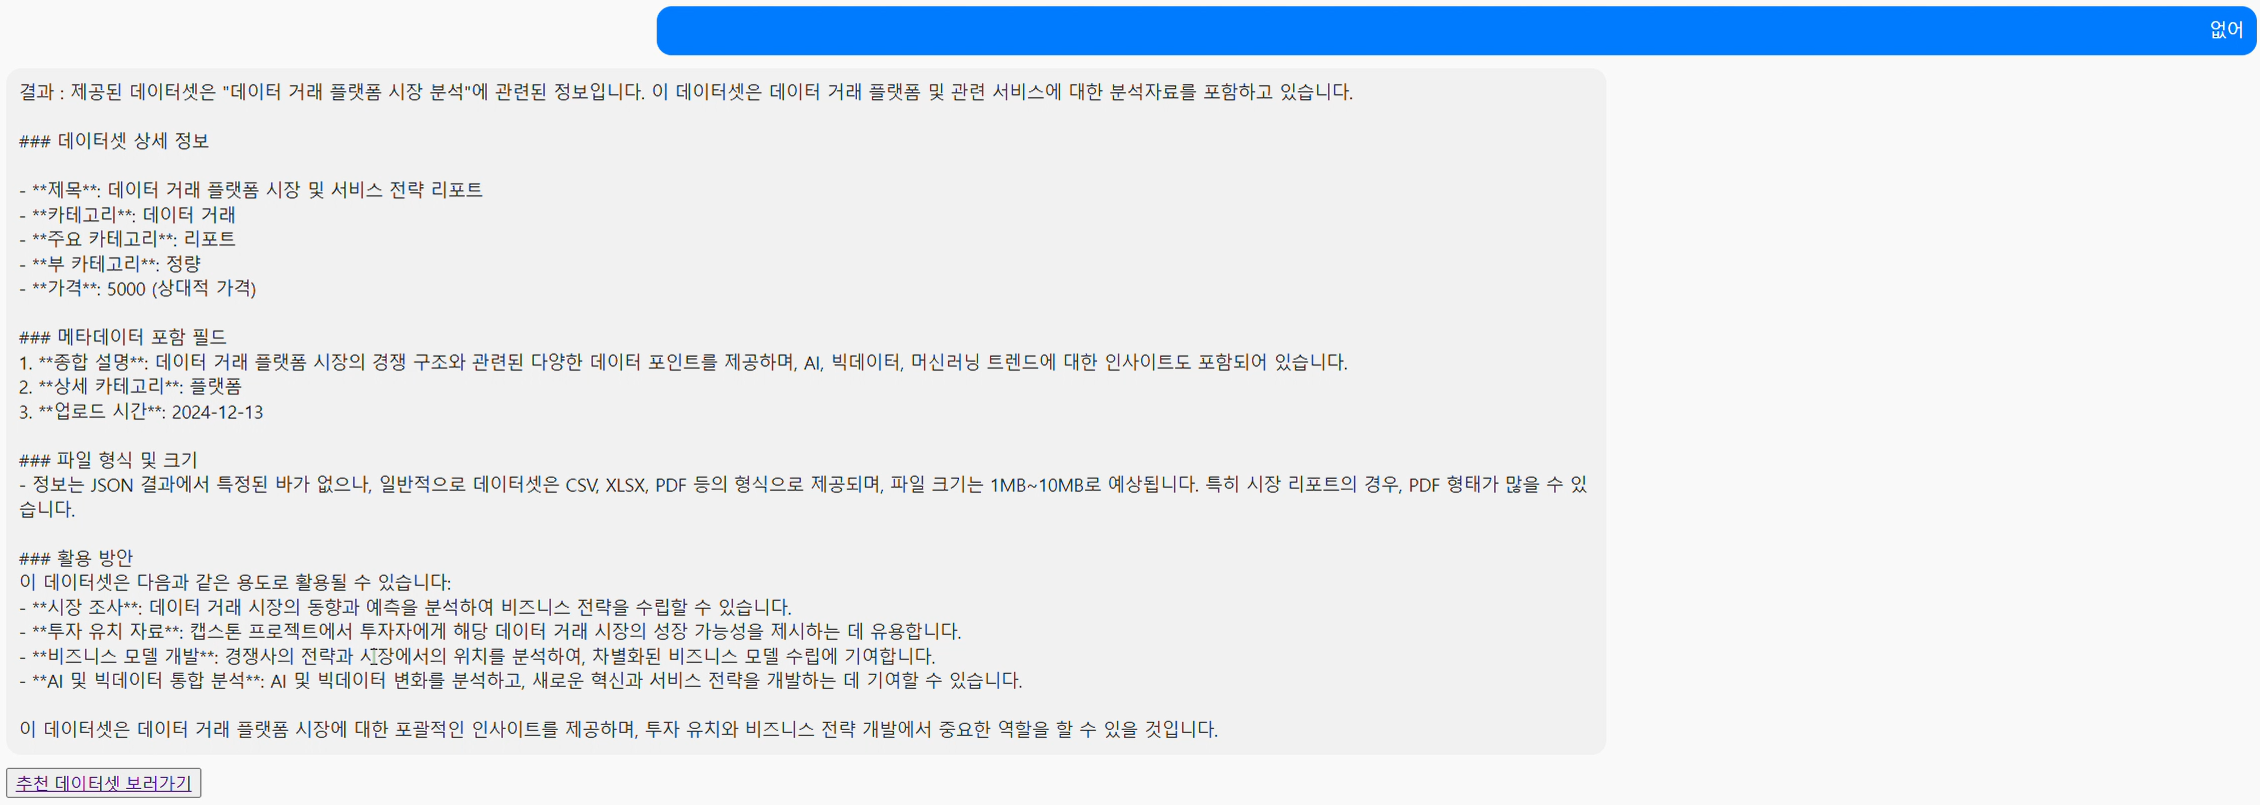 없어
결과 : 제공된 데이터셋은 "데이터 거래 플랫폼 시장 분석"에 관련된 정보입니다. 이 데이터셋은 데이터 거래 플랫폼 및 관련 서비스에 대한 분석자료를 포함하고 있습니다.
### 데이터셋 상세 정보
- **제목**: 데이터 거래 플랫폼 시장 및 서비스 전략 리포트
- **카테고리**: 데이터 거래
- **주요 카테고리**: 리포트
- **부 카테고리**: 정량
- **가격**: 5000 (상대적 가격)
### 메타데이터 포함 필드
1. **종합 설명**: 데이터 거래 플랫폼 시장의 경쟁 구조와 관련된 다양한 데이터 포인트를 제공하며, AI, 빅데이터, 머신러닝 트렌드에 대한 인사이트도 포함되어 있습니다.
2. **상세 카테고리**: 플랫폼
3. **업로드 시간**: 2024-12-13
### 파일 형식 및 크기
- 정보는 JSON 결과에서 특정된 바가 없으나, 일반적으로 데이터셋은 CSV, XLSX, PDF 등의 형식으로 제공되며, 파일 크기는 1MB~10MB로 예상됩니다. 특히 시장 리포트의 경우, PDF 형태가 많을 수 있
습니다.
### 활용 방안
이 데이터셋은 다음과 같은 용도로 활용될 수 있습니다:
- **시장 조사**: 데이터 거래 시장의 동향과 예측을 분석하여 비즈니스 전략을 수립할 수 있습니다.
- **투자 유치 자료**: 캡스톤 프로젝트에서 투자자에게 해당 데이터 거래 시장의 성장 가능성을 제시하는 데 유용합니다.
- **비즈니스 모델 개발**: 경쟁사의 전략과 시장에서의 위치를 분석하여, 차별화된 비즈니스 모델 수립에 기여합니다.
- **AI 및 빅데이터 통합 분석**: AI 및 빅데이터 변화를 분석하고, 새로운 혁신과 서비스 전략을 개발하는 데 기여할 수 있습니다.
이 데이터셋은 데이터 거래 플랫폼 시장에 대한 포괄적인 인사이트를 제공하며, 투자 유치와 비즈니스 전략 개발에서 중요한 역할을 할 수 있을 것입니다.
추천 데이터셋 보러가기